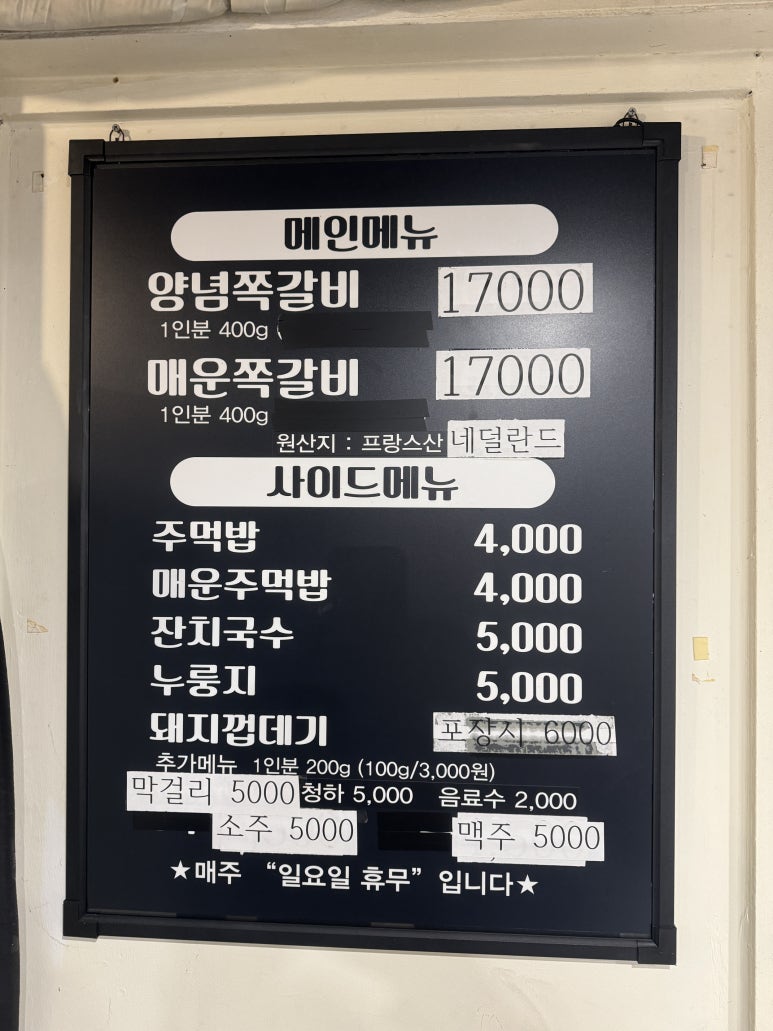 메인메뉴
양념쪽갈비 17000
1인분 400g (
매운쪽갈비 17000
1인분 400g
원산지 : 프랑스산 네덜란드
사이드메뉴
주먹밥 4,000
매운주먹밥 4,000
잔치국수 5,000
누룽지 5,000
돼지껍데기 포장시 6000
추가메뉴 1인분 200g (100g/3,000원)
막걸리 5000 청하 5,000 음료수 2,000
소주 5000 맥주 5000
★매주 “일요일 휴무” 입니다★